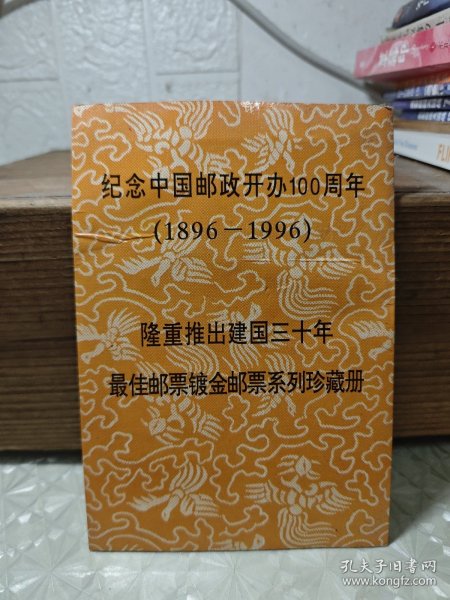 纪念中国邮政开办100周年
(1896－1996)
隆重推出建国三十年
最佳邮票镀金邮票系列珍藏册
FLI
孔夫子旧书网
www.kongfz.com